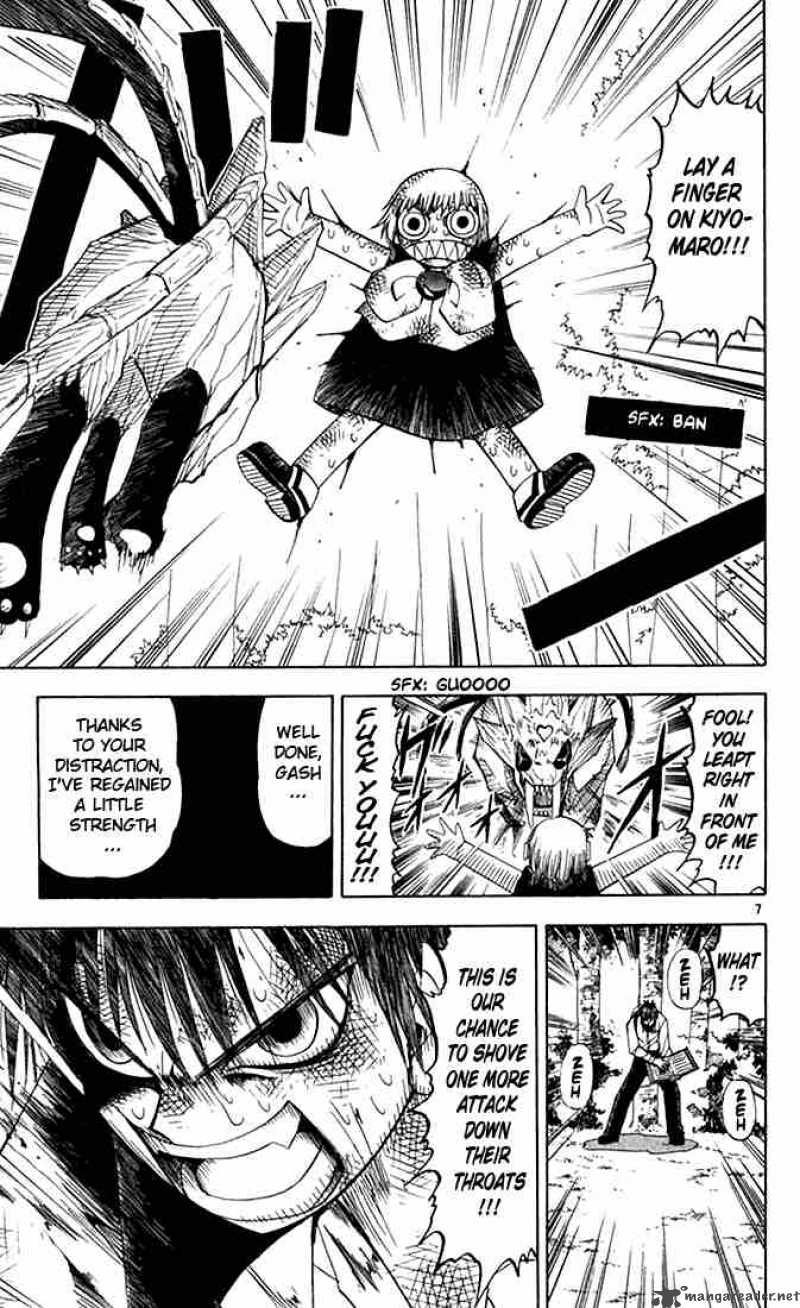 LAY A
FINGER
ON KIYO-
MARO!!!
SFX: BAN
SFX: GUOOOO
FOOL!
YOU
LEAPT
RIGHT
IN
FRONT
OF ME
!!!
FUCK YOUUU!!!
WELL
DONE,
GASH
...
THANKS
TO YOUR
DISTRACTION,
I'VE REGAINED
A LITTLE
STRENGTH
...
7
WHAT
!?
ZEH
ZEH
ZEH
THIS IS
OUR
CHANCE
TO SHOVE
ONE MORE
ATTACK
DOWN
THEIR
THROATS
!!!
mangareader.net